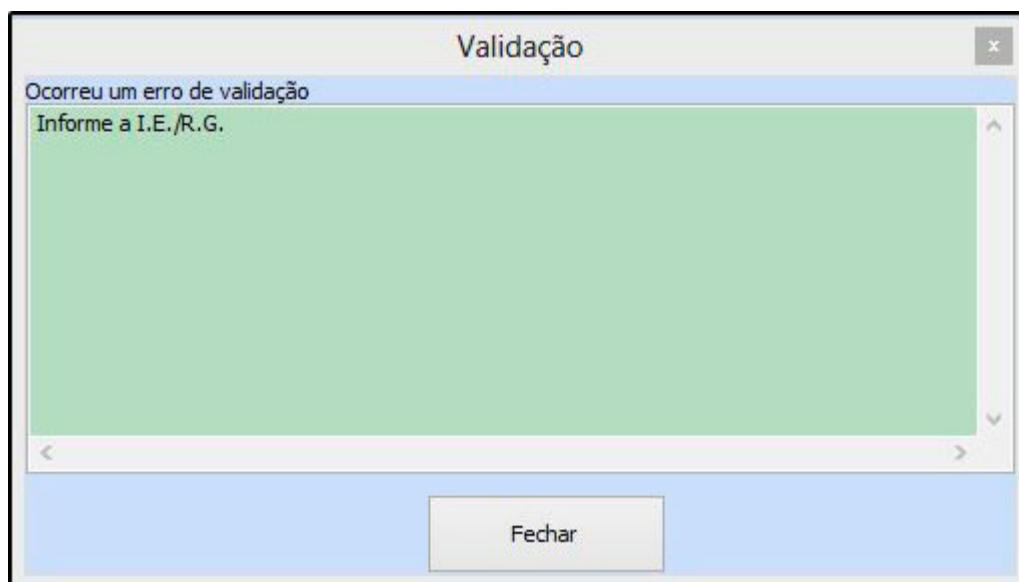 Validação
x
Ocorreu um erro de validação
Informe a I.E./R.G.
Fechar